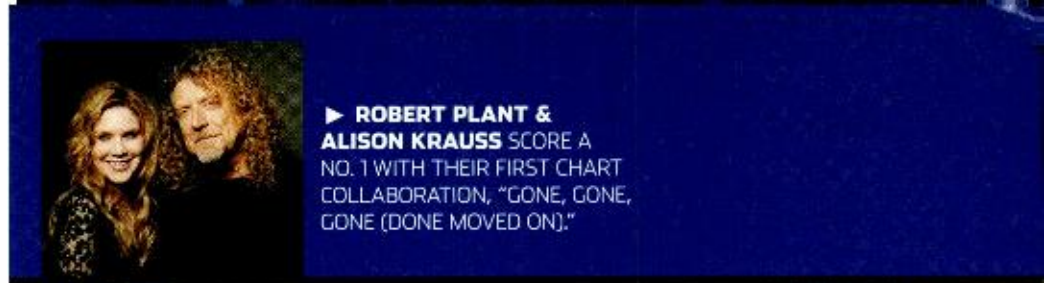 ► ROBERT PLANT &
ALISON KRAUSS SCORE A
NO. 1 WITH THEIR FIRST CHART
COLLABORATION, “GONE, GONE,
GONE (DONE MOVED ON).”